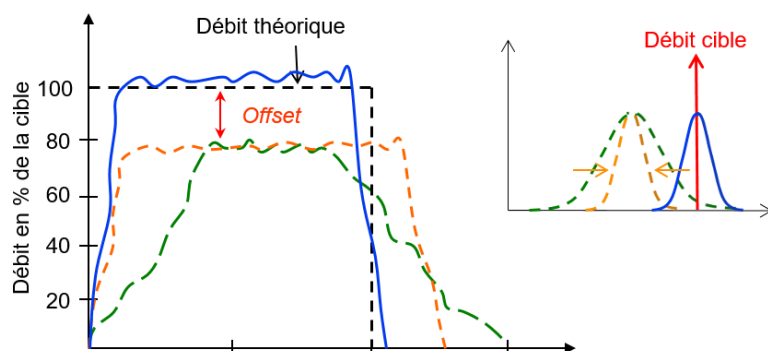 Débit théorique
Débit cible
Offset
Débit en % de la cible
100
80
60
40
20